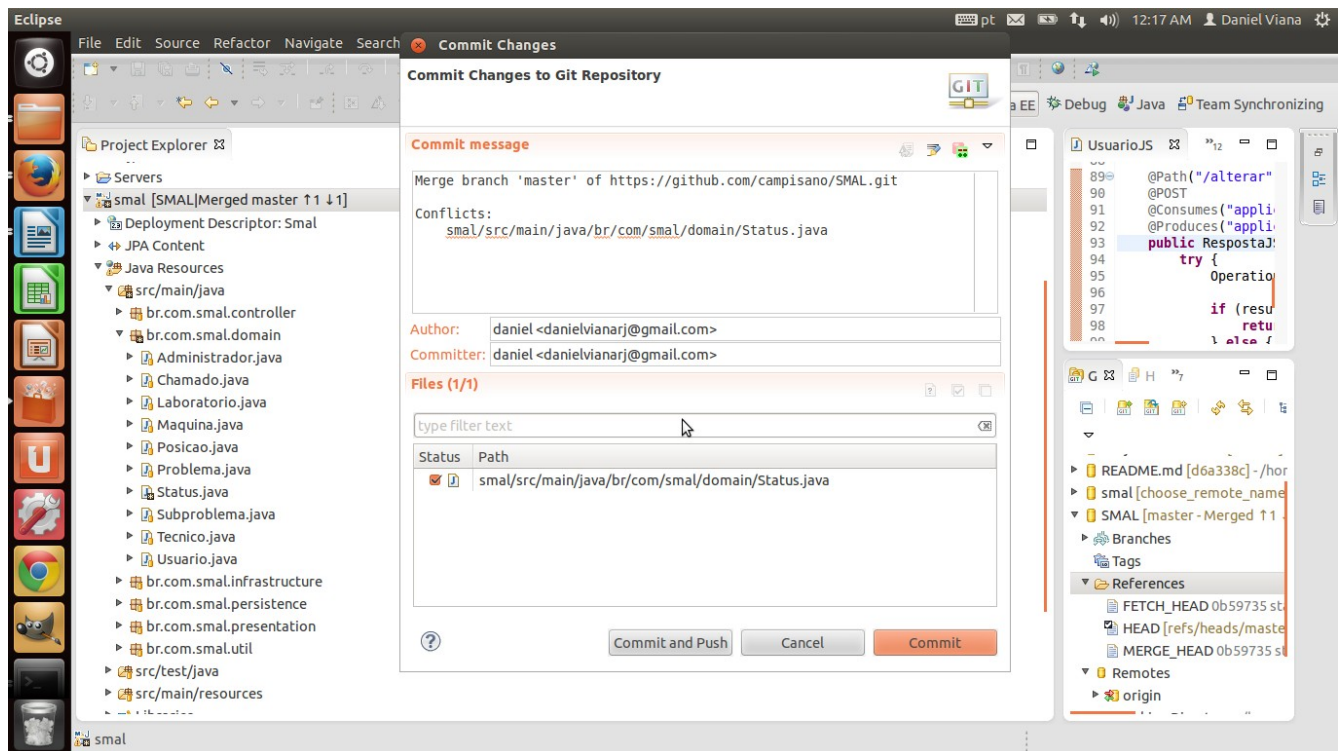 Eclipse
pt
12:17 AM
Daniel Viana
File Edit Source Refactor Navigate Search
Commit Changes
Commit Changes to Git Repository
GIT
Debug Java Team Synchronizing
Project Explorer
Servers
smal [SMAL|Merged master ↑1 ↓1]
Deployment Descriptor: Smal
JPA Content
Java Resources
src/main/java
br.com.smal.controller
br.com.smal.domain
Administrador.java
Chamado.java
Laboratorio.java
Maquina.java
Posicao.java
Problema.java
Status.java
Subproblema.java
Tecnico.java
Usuario.java
br.com.smal.infrastructure
br.com.smal.persistence
br.com.smal.presentation
br.com.smal.util
src/test/java
src/main/resources
smal
Commit message
Merge branch 'master' of https://github.com/campisano/SMAL.git
Conflicts:
smal/src/main/java/br/com/smal/domain/Status.java
Author: daniel <danielvianarj@gmail.com>
Committer: daniel <danielvianarj@gmail.com>
Files (1/1)
type filter text
Status Path
smal/src/main/java/br/com/smal/domain/Status.java
Commit and Push Cancel Commit
UsuarioJS
12
89 @Path("/alterar"
90 @POST
91 @Consumes("appli
92 @Produces("appli
93 public RespostaJS
94 try {
95 Operatio
96
97 if (resu
98 retu
} else {
G H 7
README.md [d6a338c] - /hor
smal [choose_remote_name
SMAL [master - Merged ↑1
Branches
Tags
References
FETCH_HEAD 0b59735 sta
HEAD [refs/heads/maste
MERGE_HEAD 0b59735 st
Remotes
origin